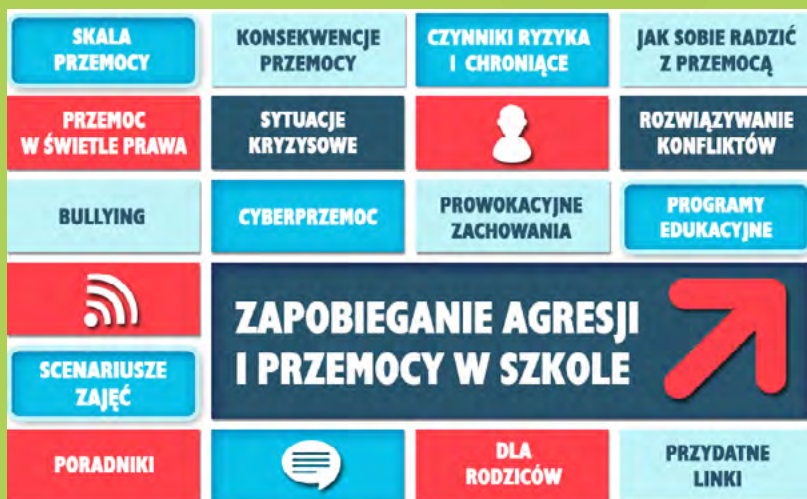 SKALA
PRZEMOCY
KONSEKWENCJE
PRZEMOCY
CZYNNIKI RYZYKA
I CHRONIĄCE
JAK SOBIE RADZIĆ
Z PRZEMOCĄ
PRZEMOC
W ŚWIETLE PRAWA
SYTUACJE
KRYZYSOWE
ROZWIĄZYWANIE
KONFLIKTÓW
BULLYING
CYBERPRZEMOC
PROWOKACYJNE
ZACHOWANIA
PROGRAMY
EDUKACYJNE
ZAPOBIEGANIE AGRESJI
I PRZEMOCY W SZKOLE
SCENARIUSZE
ZAJĘĆ
PORADNIKI
DLA
RODZICÓW
PRZYDATNE
LINKI